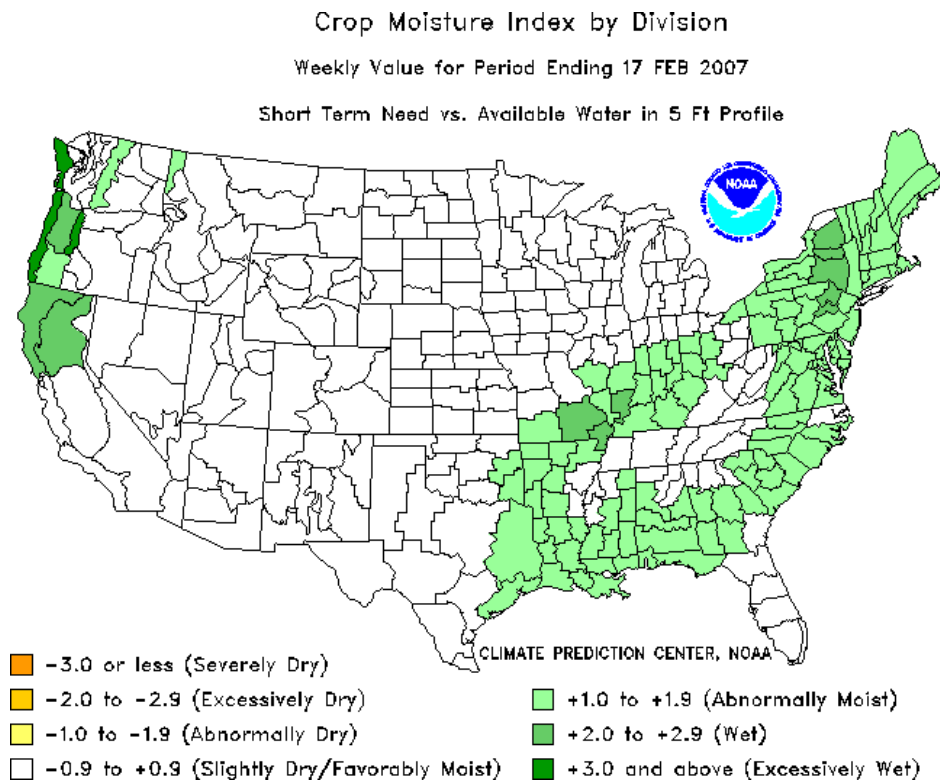 Crop Moisture Index by Division
Weekly Value for Period Ending 17 FEB 2007
Short Term Need vs. Available Water in 5 Ft Profile
NOAA
CLIMATE PREDICTION CENTER, NOAA
-3.0 or less (Severely Dry)
-2.0 to -2.9 (Excessively Dry)
-1.0 to -1.9 (Abnormally Dry)
-0.9 to +0.9 (Slightly Dry/Favorably Moist)
+1.0 to +1.9 (Abnormally Moist)
+2.0 to +2.9 (Wet)
+3.0 and above (Excessively Wet)